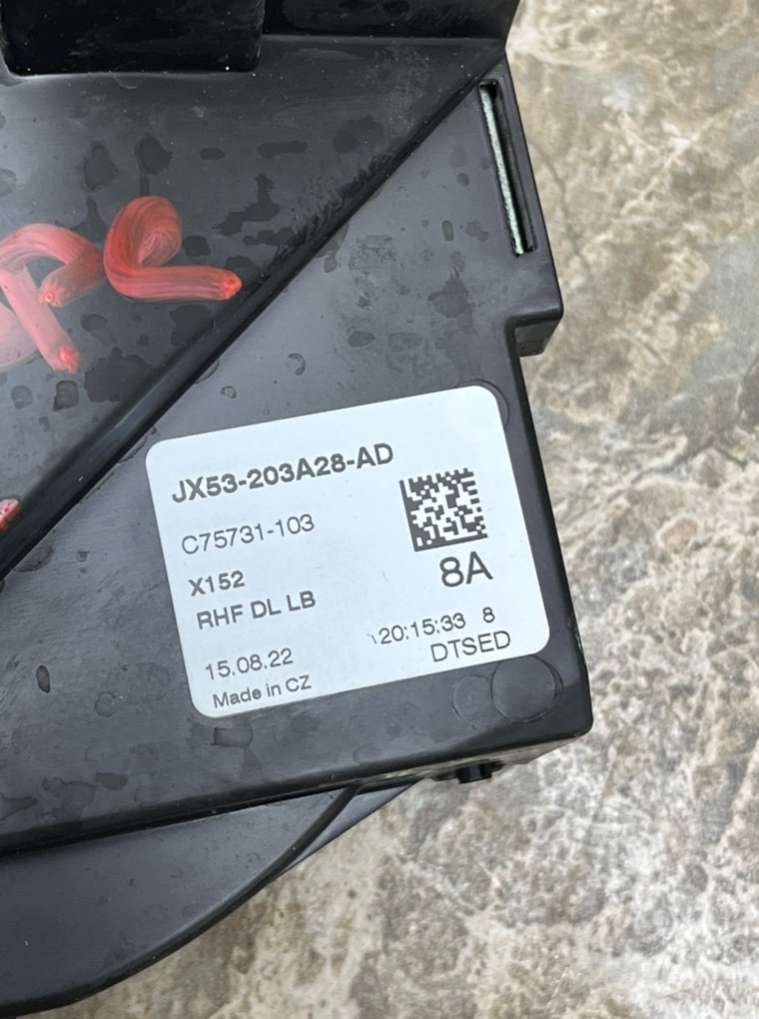 JX53-203A28-AD
C75731-103
8A
X152
RHF DL LB
20:15:33 8
15.08.22
DTSED
Made in CZ